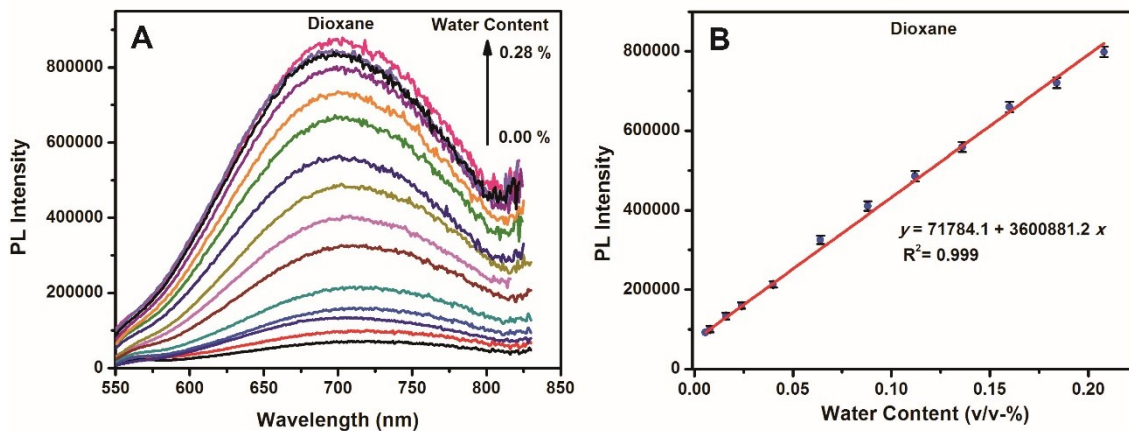 A
Dioxane
Water Content
0.28 %
0.00 %
PL Intensity
800000
600000
400000
200000
0
550
600
650
700
750
800
850
Wavelength (nm)
B
Dioxane
PL Intensity
800000
600000
400000
200000
0
y = 71784.1 + 3600881.2 x
R²= 0.999
0.00
0.05
0.10
0.15
0.20
Water Content (v/v-%)